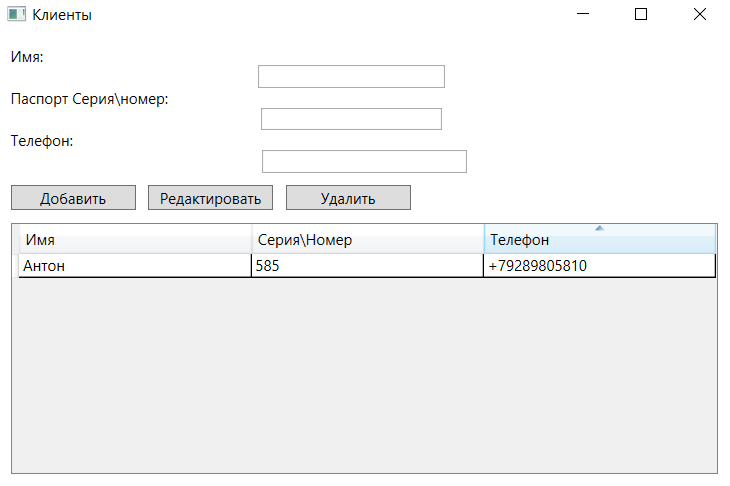 Клиенты
Имя:
Паспорт Серия\номер:
Телефон:
Добавить Редактировать Удалить
Имя Серия\Номер Телефон
Антон 585 +79289805810